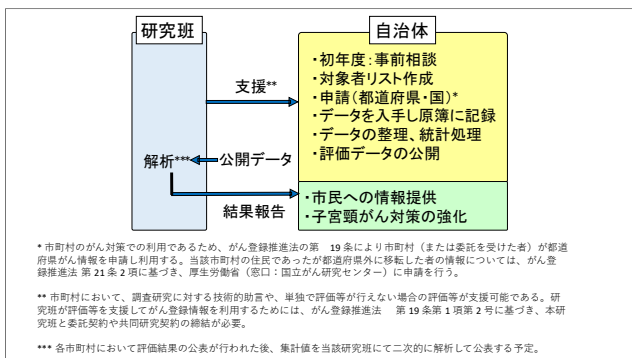 研究班
自治体
・初年度：事前相談
・対象者リスト作成
・申請（都道府県・国）*
・データを入手し原簿に記録
・データの整理、統計処理
・評価データの公開
支援**
解析***
公開データ
結果報告
・市民への情報提供
・子宮頸がん対策の強化
* 市町村のがん対策での利用であるため、がん登録推進法の第　19条により市町村（または委託を受けた者）が都道
府県がん情報を申請し利用する。当該市町村の住民であったが都道府県外に移転した者の情報については、がん登
録推進法 第 21 条 2 項に基づき、厚生労働省（窓口：国立がん研究センター）に申請を行う。
** 市町村において、調査研究に対する技術的助言や、単独で評価等が行えない場合の評価等が支援可能である。研
究班が評価等を支援してがん登録情報を利用するためには、がん登録推進法　第 19 条第 1 項第 2 号に基づき、本研
究班と委託契約や共同研究契約の締結が必要。
*** 各市町村において評価結果の公表が行われた後、集計値を当該研究班にて二次的に解析して公表する予定。